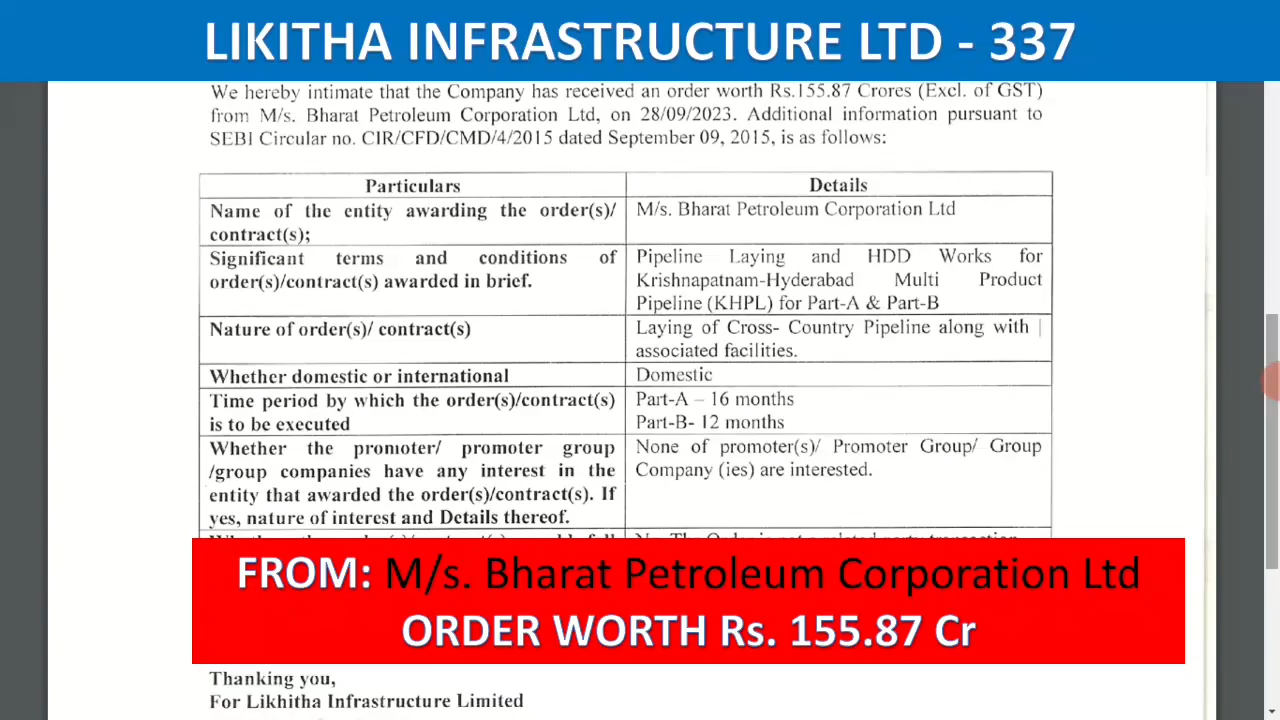 LIKITHA INFRASTRUCTURE LTD - 337
We hereby intimate that the Company has received an order worth Rs.155.87 Crores (Excl. of GST)
from M/s. Bharat Petroleum Corporation Ltd, on 28/09/2023. Additional information pursuant to
SEBI Circular no. CIR/CFD/CMD/4/2015 dated September 09, 2015, is as follows:
Particulars
Details
Name of the entity awarding the order(s)/
contract(s);
M/s. Bharat Petroleum Corporation Ltd
Significant terms and conditions of
order(s)/contract(s) awarded in brief.
Pipeline Laying and HDD Works for
Krishnapatnam-Hyderabad Multi Product
Pipeline (KHPL) for Part-A & Part-B
Nature of order(s)/ contract(s)
Laying of Cross- Country Pipeline along with
associated facilities.
Whether domestic or international
Domestic
Time period by which the order(s)/contract(s)
is to be executed
Part-A – 16 months
Part-B- 12 months
Whether the promoter/ promoter group
/group companies have any interest in the
entity that awarded the order(s)/contract(s). If
yes, nature of interest and Details thereof.
None of promoter(s)/ Promoter Group/ Group
Company (ies) are interested.
FROM: M/s. Bharat Petroleum Corporation Ltd
ORDER WORTH Rs. 155.87 Cr
Thanking you,
For Likhitha Infrastructure Limited